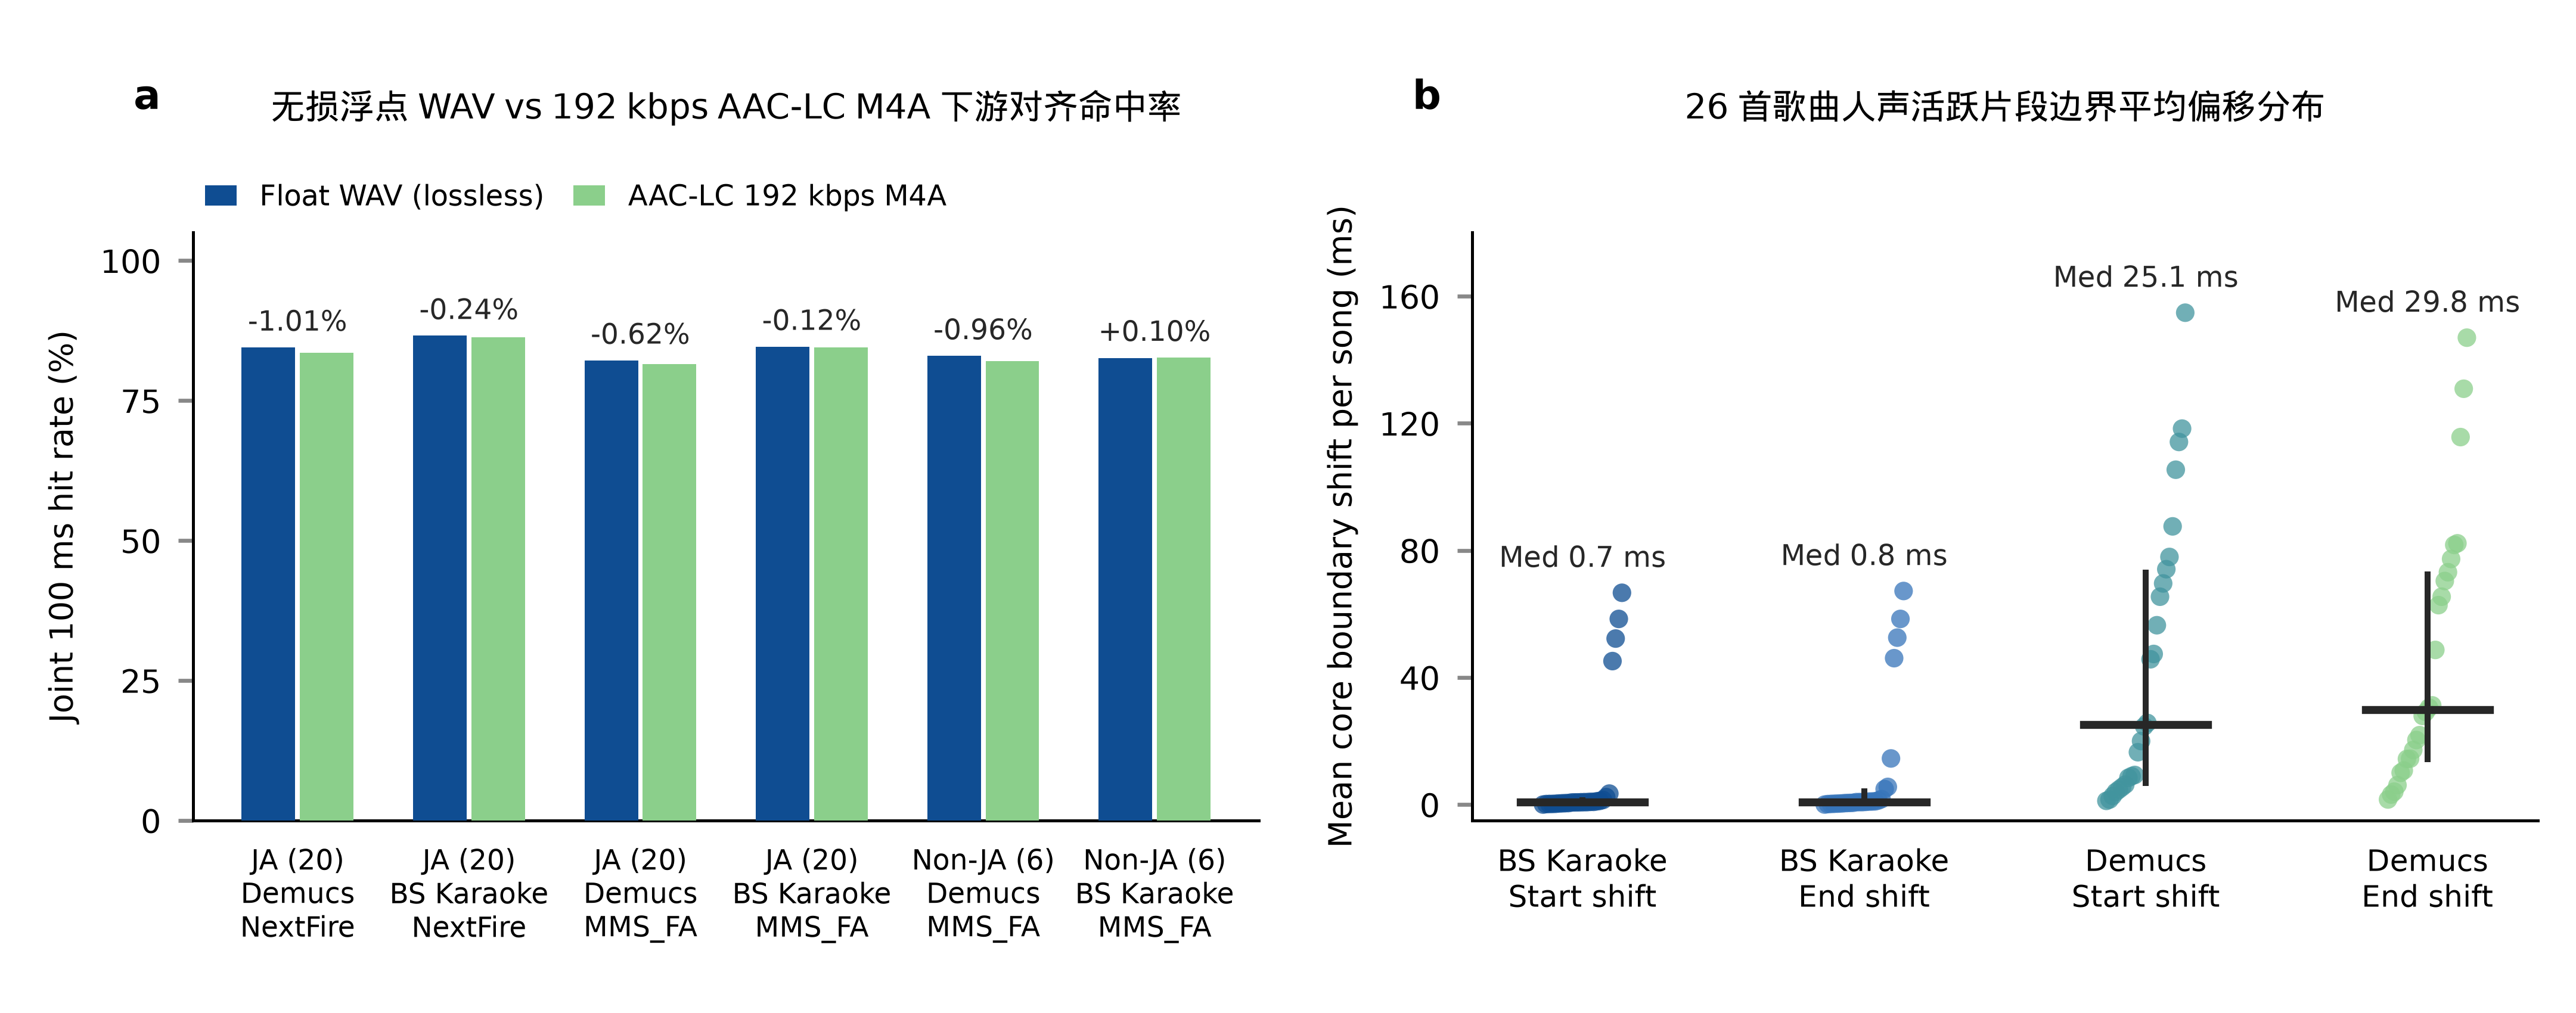 a
无损浮点 WAV vs 192 kbps AAC-LC M4A 下游对齐命中率
Float WAV (lossless)
AAC-LC 192 kbps M4A
Joint 100 ms hit rate (%)
100
75
50
25
0
-1.01%
-0.24%
-0.62%
-0.12%
-0.96%
+0.10%
JA (20)
Demucs
NextFire
JA (20)
BS Karaoke
NextFire
JA (20)
Demucs
MMS_FA
JA (20)
BS Karaoke
MMS_FA
Non-JA (6)
Demucs
MMS_FA
Non-JA (6)
BS Karaoke
MMS_FA
b
26 首歌曲人声活跃片段边界平均偏移分布
Mean core boundary shift per song (ms)
160
120
80
40
0
Med 0.7 ms
Med 0.8 ms
Med 25.1 ms
Med 29.8 ms
BS Karaoke
Start shift
BS Karaoke
End shift
Demucs
Start shift
Demucs
End shift